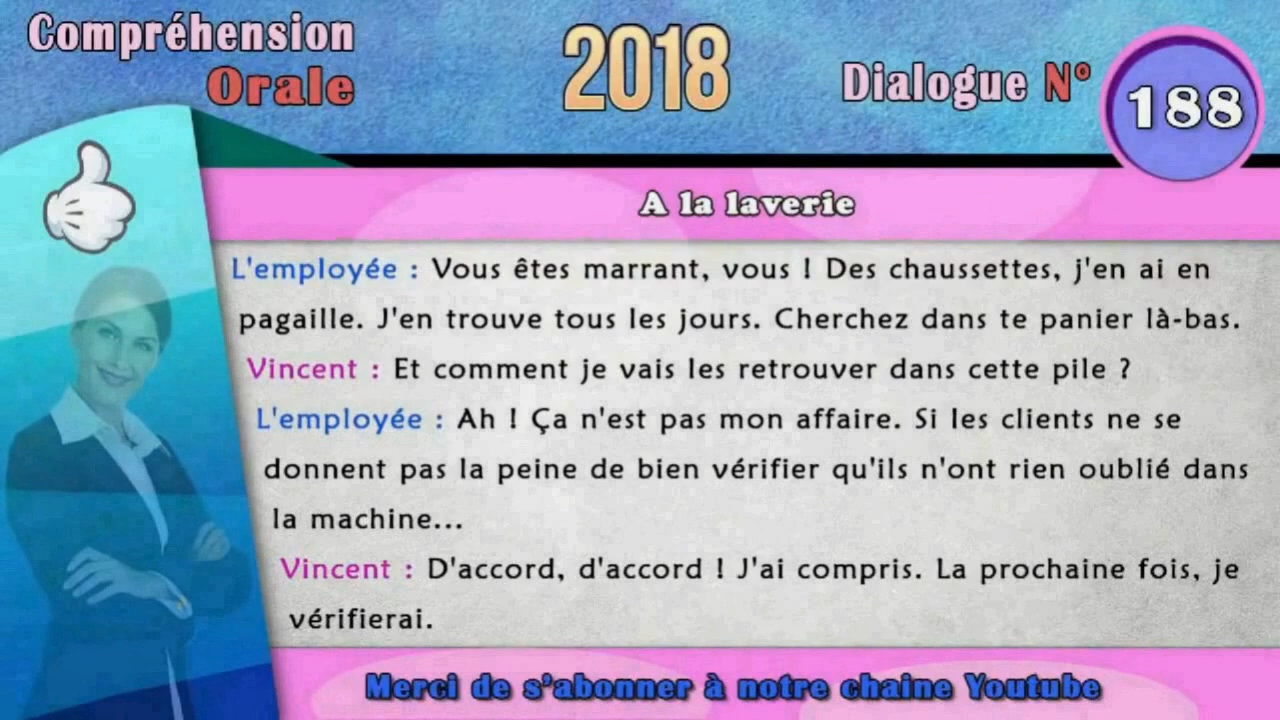 Compréhension
Orale
2018
Dialogue N°
188
A la laverie
L'employée : Vous êtes marrant, vous ! Des chaussettes, j'en ai en
pagaille. J'en trouve tous les jours. Cherchez dans te panier là-bas.
Vincent : Et comment je vais les retrouver dans cette pile ?
L'employée : Ah ! Ça n'est pas mon affaire. Si les clients ne se
donnent pas la peine de bien vérifier qu'ils n'ont rien oublié dans
la machine...
Vincent : D'accord, d'accord ! J'ai compris. La prochaine fois, je
vérifierai.
Merci de s'abonner à notre chaine Youtube